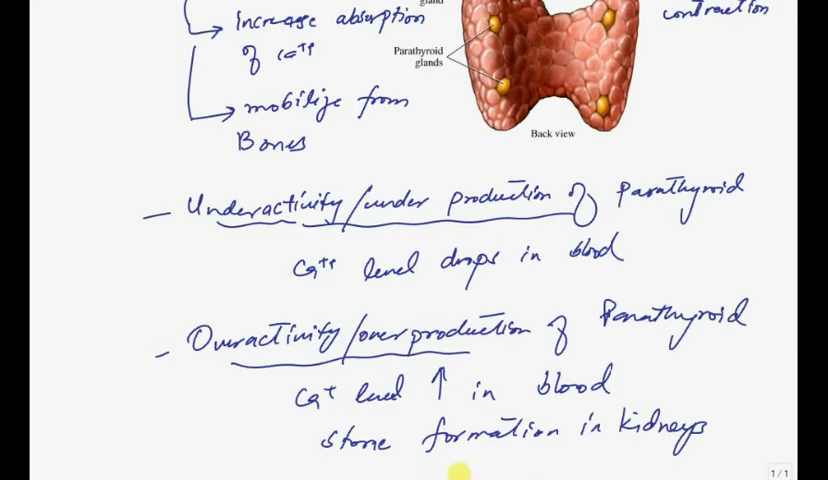 gland
contraction
Increase absorption
of Ca++
Parathyroid
glands
mobilize from
Bones
Back view
— Underactivity/under production of Parathyroid
Ca++ level drops in blood
- Overactivity/over production of Parathyroid
Ca+ level ↑ in blood
stone formation in kidneys
1/1